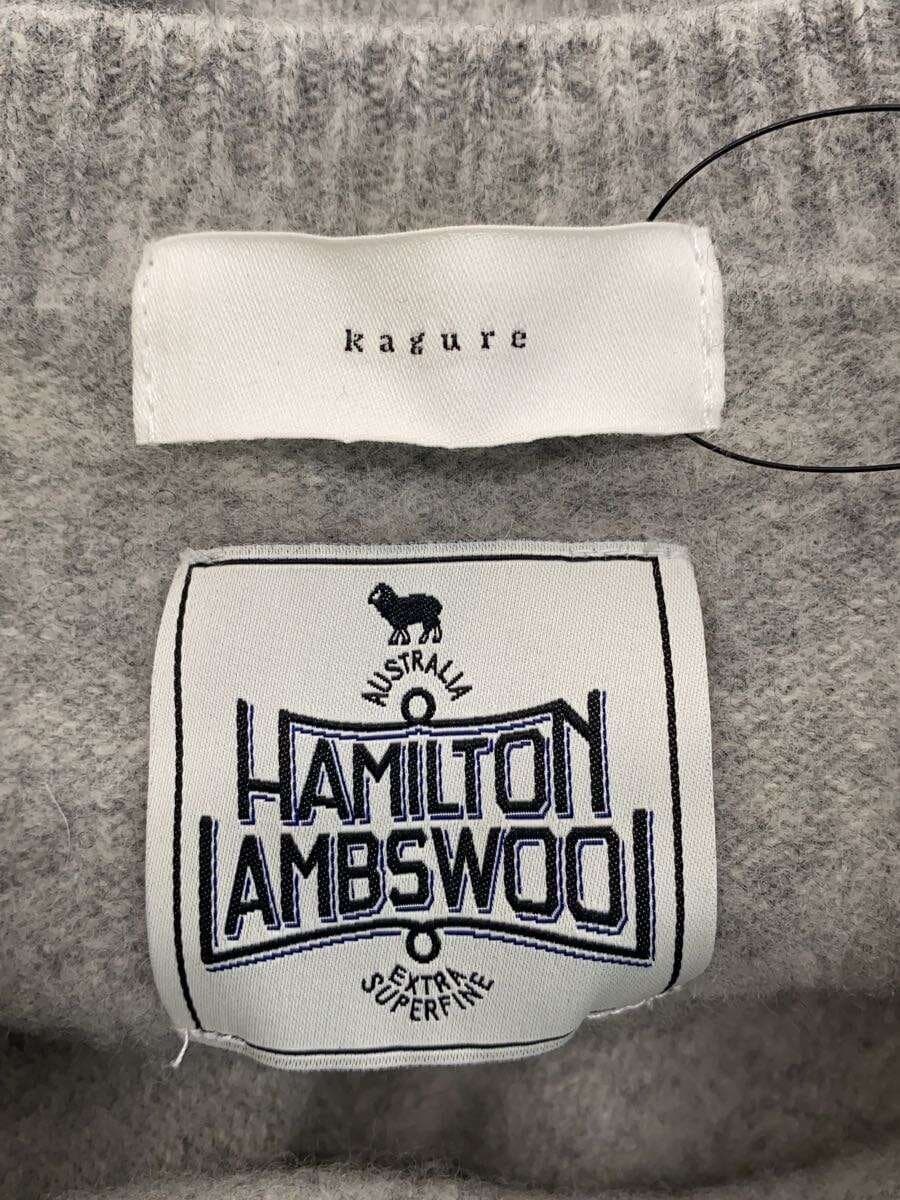 kagure
AUSTRALIA
HAMILTON
LAMBSWOOL
EXTRA
SUPERFINE